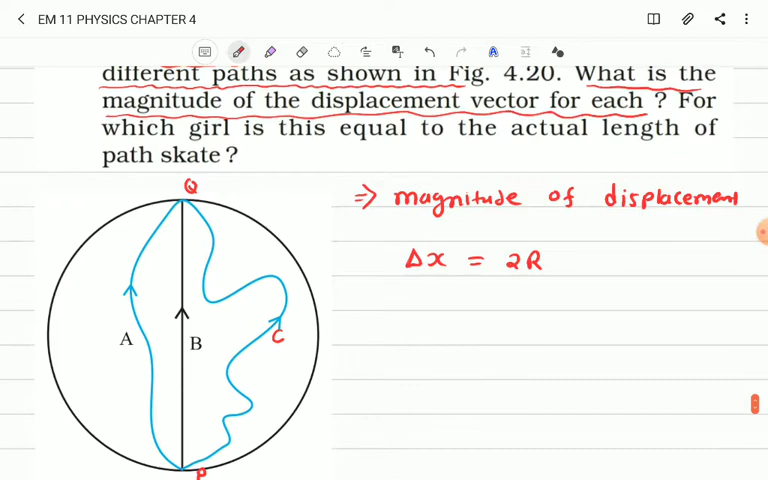 EM 11 PHYSICS CHAPTER 4
different paths as shown in Fig. 4.20. What is the
magnitude of the displacement vector for each ? For
which girl is this equal to the actual length of
path skate ?
Q
⇒ magnitude of displacement
Δx = 2R
A
B
C
P